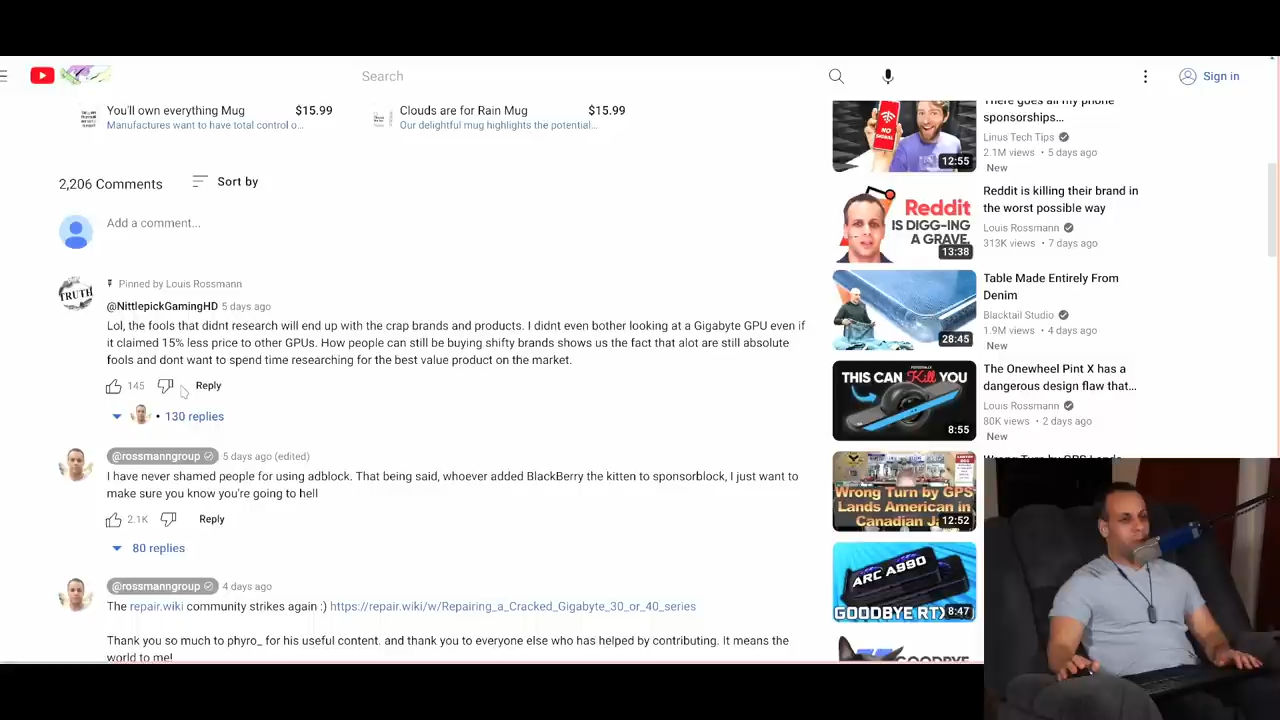 Search
Sign in
You'll own everything Mug $15.99
Manufactures want to have total control o...
Clouds are for Rain Mug $15.99
Our delightful mug highlights the potential...
2,206 Comments
Sort by
Add a comment...
Pinned by Louis Rossmann
TRUTH
@NittlepickGamingHD 5 days ago
Lol, the fools that didnt research will end up with the crap brands and products. I didnt even bother looking at a Gigabyte GPU even if
it claimed 15% less price to other GPUs. How people can still be buying shifty brands shows us the fact that alot are still absolute
fools and dont want to spend time researching for the best value product on the market.
145 Reply
• 130 replies
@rossmanngroup 5 days ago (edited)
I have never shamed people for using adblock. That being said, whoever added BlackBerry the kitten to sponsorblock, I just want to
make sure you know you're going to hell
2.1K Reply
80 replies
@rossmanngroup 4 days ago
The repair.wiki community strikes again :) https://repair.wiki/w/Repairing_a_Cracked_Gigabyte_30_or_40_series
Thank you so much to phyro_ for his useful content. and thank you to everyone else who has helped by contributing. It means the
world to me!
There goes all my phone
sponsorships...
Linus Tech Tips
2.1M views • 5 days ago
New
NO
SIGNAL
12:55
Reddit is killing their brand in
the worst possible way
Louis Rossmann
313K views • 7 days ago
Reddit
IS DIGG-ING
A GRAVE.
13:38
Table Made Entirely From
Denim
Blacktail Studio
1.9M views • 4 days ago
New
28:45
The Onewheel Pint X has a
dangerous design flaw that...
Louis Rossmann
80K views • 2 days ago
New
THIS CAN Kill YOU
8:55
Wrong Turn by GPS Lands
Wrong Turn by GPS
Lands American in
Canadian J
12:52
ARC A990
GOODBYE RTX
8:47
GOODBYE